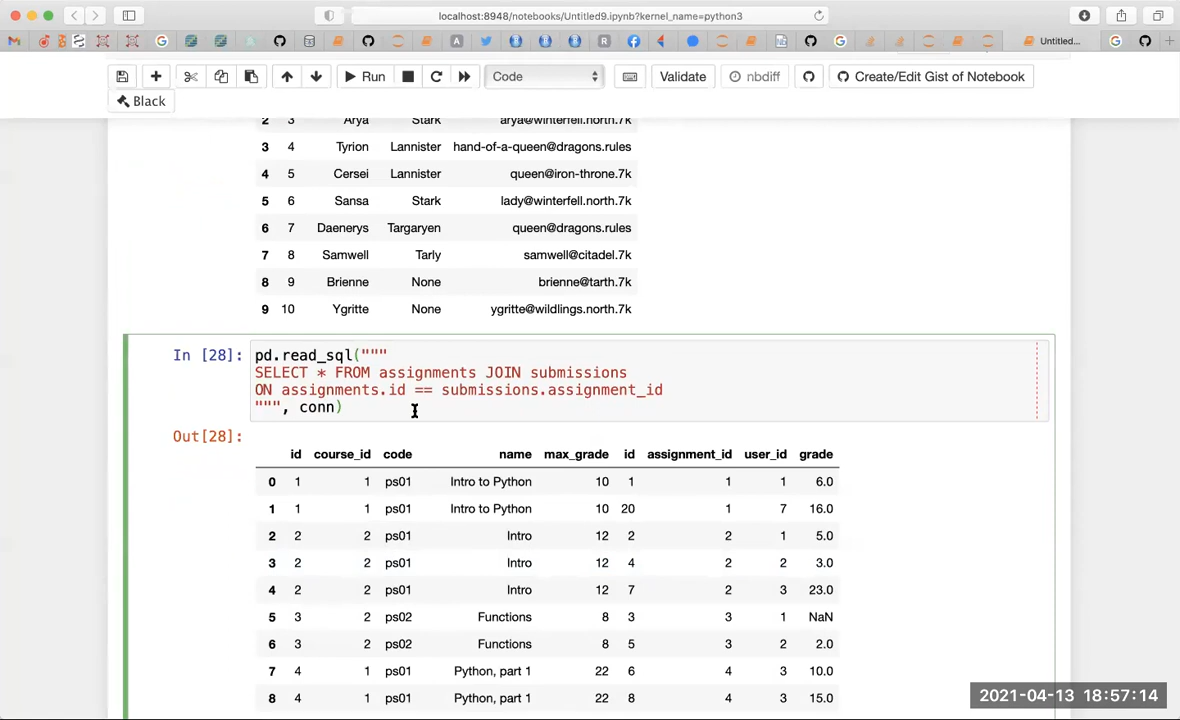 localhost:8948/notebooks/Untitled9.ipynb?kernel_name=python3
Untitled...
Run
Code
Validate
nbdiff
Create/Edit Gist of Notebook
Black
2 3 Arya Stark arya@winterfell.north.7k
3 4 Tyrion Lannister hand-of-a-queen@dragons.rules
4 5 Cersei Lannister queen@iron-throne.7k
5 6 Sansa Stark lady@winterfell.north.7k
6 7 Daenerys Targaryen queen@dragons.rules
7 8 Samwell Tarly samwell@citadel.7k
8 9 Brienne None brienne@tarth.7k
9 10 Ygritte None ygritte@wildlings.north.7k
In [28]: pd.read_sql("""
SELECT * FROM assignments JOIN submissions
ON assignments.id == submissions.assignment_id
""", conn)
Out[28]:
id course_id code name max_grade id assignment_id user_id grade
0 1 1 ps01 Intro to Python 10 1 1 1 6.0
1 1 1 ps01 Intro to Python 10 20 1 7 16.0
2 2 2 ps01 Intro 12 2 2 1 5.0
3 2 2 ps01 Intro 12 4 2 2 3.0
4 2 2 ps01 Intro 12 7 2 3 23.0
5 3 2 ps02 Functions 8 3 3 1 NaN
6 3 2 ps02 Functions 8 5 3 2 2.0
7 4 1 ps01 Python, part 1 22 6 4 3 10.0
8 4 1 ps01 Python, part 1 22 8 4 3 15.0
2021-04-13 18:57:14